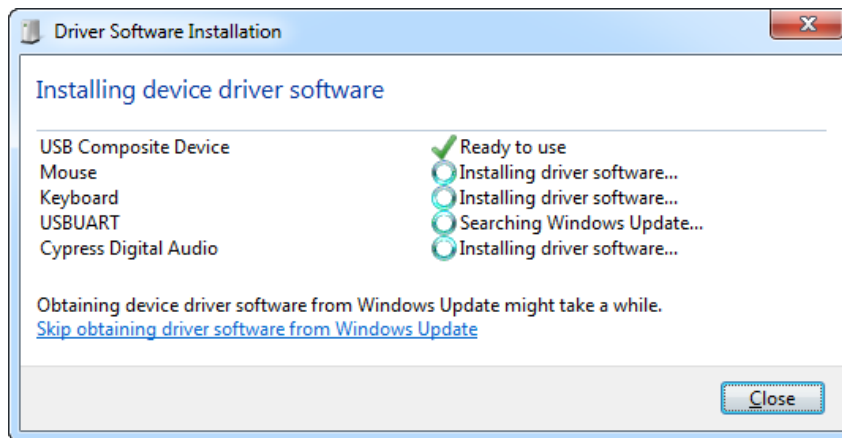 Driver Software Installation
Installing device driver software
USB Composite Device Ready to use
Mouse Installing driver software...
Keyboard Installing driver software...
USBUART Searching Windows Update...
Cypress Digital Audio Installing driver software...
Obtaining device driver software from Windows Update might take a while.
Skip obtaining driver software from Windows Update
Close